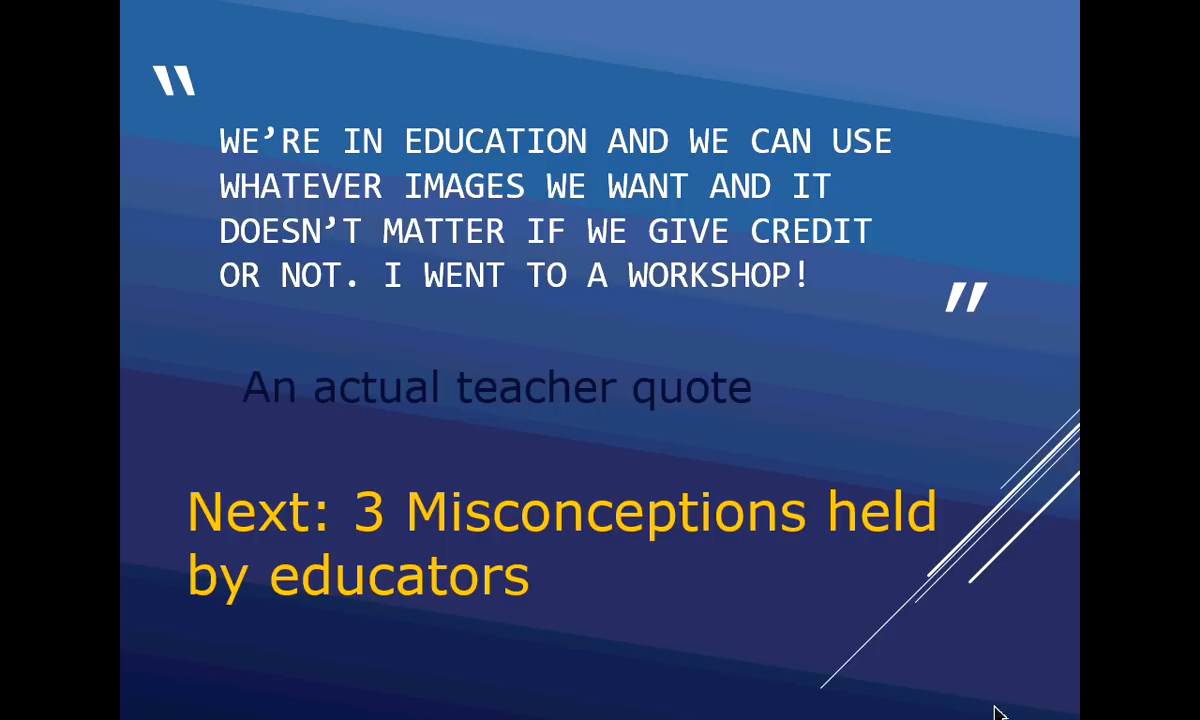 "
WE’RE IN EDUCATION AND WE CAN USE
WHATEVER IMAGES WE WANT AND IT
DOESN’T MATTER IF WE GIVE CREDIT
OR NOT. I WENT TO A WORKSHOP!
"
An actual teacher quote
Next: 3 Misconceptions held
by educators